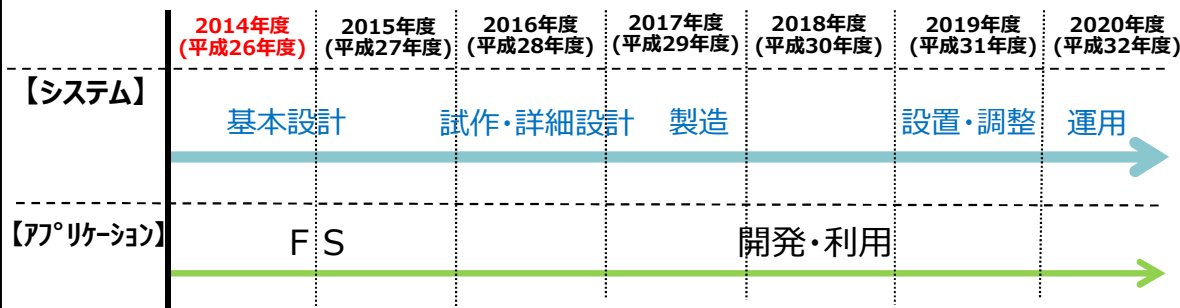 2014年度 2015年度 2016年度 2017年度 2018年度 2019年度 2020年度
(平成26年度) (平成27年度) (平成28年度) (平成29年度) (平成30年度) (平成31年度) (平成32年度)
【システム】
基本設計 試作・詳細設計 製造 設置・調整 運用
【アプリケーション】
ＦＳ 開発・利用